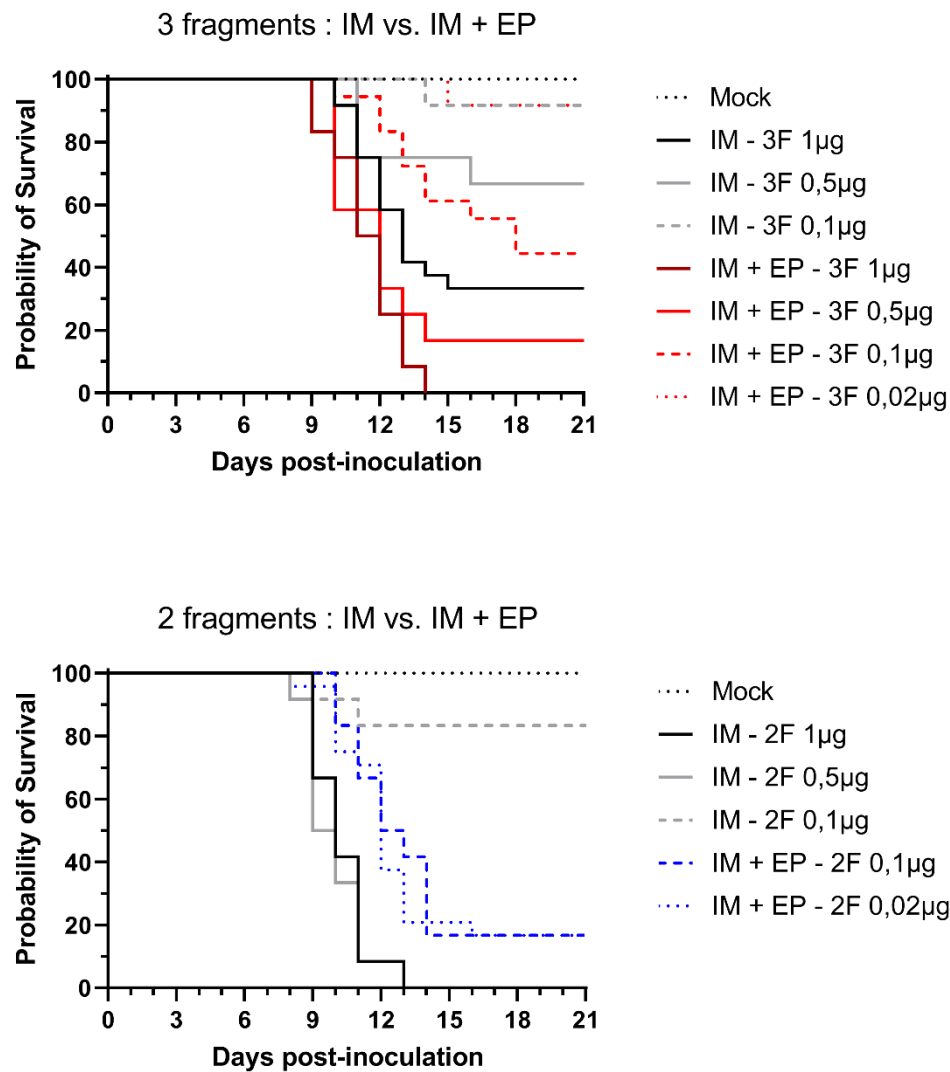 3 fragments : IM vs. IM + EP
Probability of Survival
100
80
60
40
20
0
0 3 6 9 12 15 18 21
Days post-inoculation
Mock
IM - 3F 1µg
IM - 3F 0,5µg
IM - 3F 0,1µg
IM + EP - 3F 1µg
IM + EP - 3F 0,5µg
IM + EP - 3F 0,1µg
IM + EP - 3F 0,02µg
2 fragments : IM vs. IM + EP
Probability of Survival
100
80
60
40
20
0
0 3 6 9 12 15 18 21
Days post-inoculation
Mock
IM - 2F 1µg
IM - 2F 0,5µg
IM - 2F 0,1µg
IM + EP - 2F 0,1µg
IM + EP - 2F 0,02µg